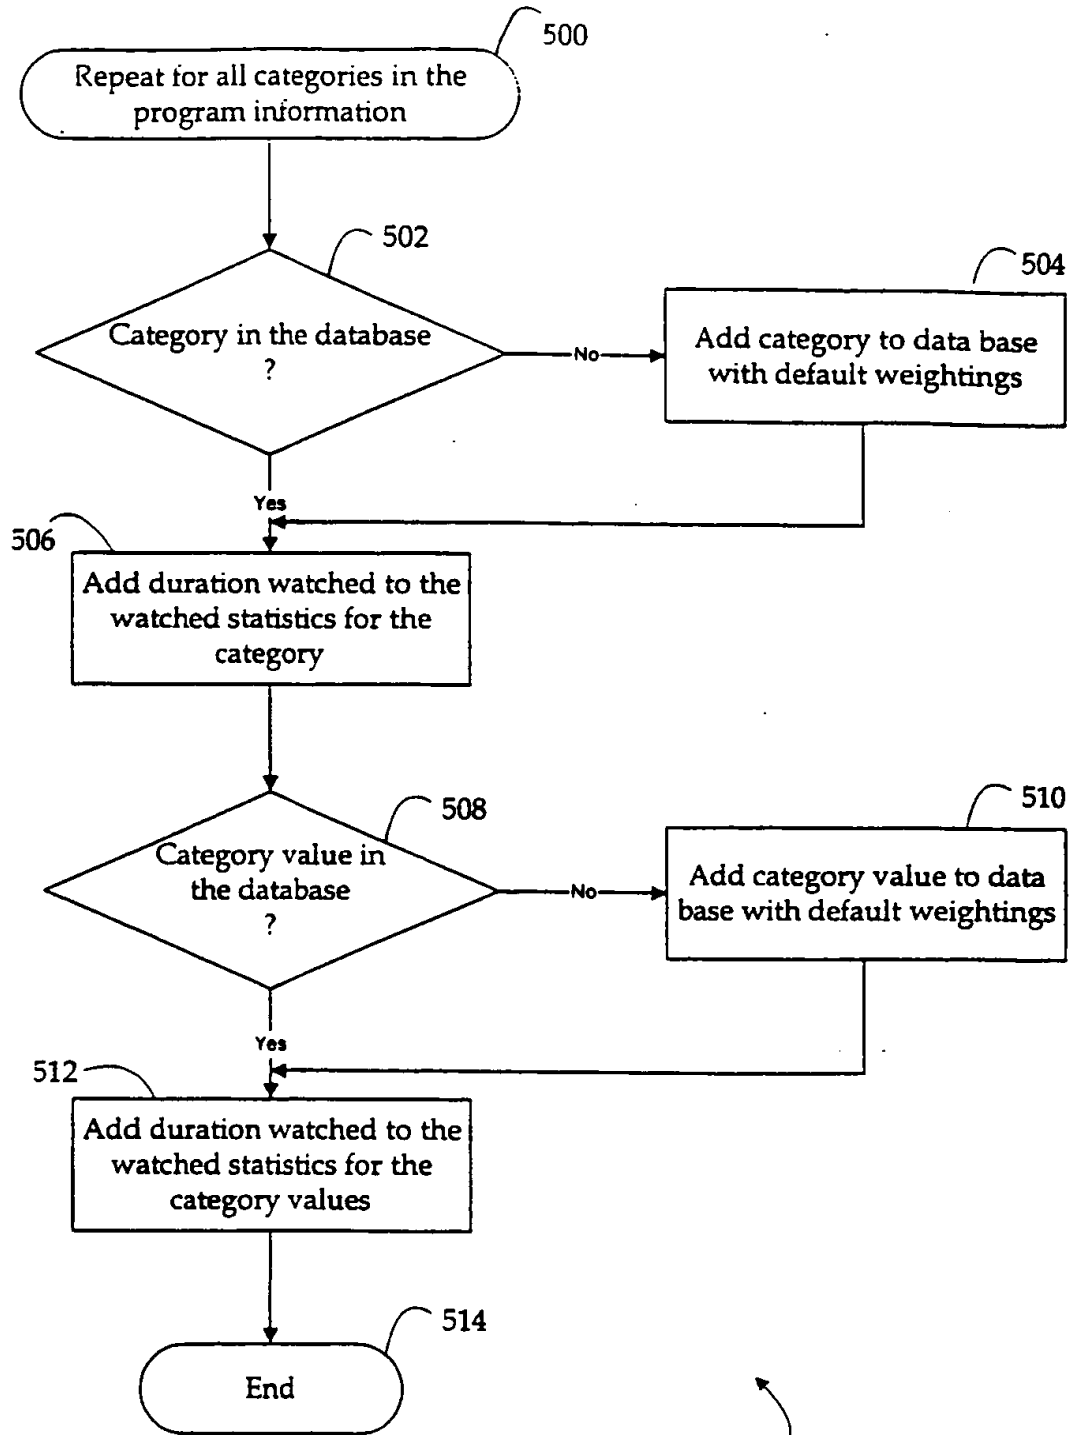 500
Repeat for all categories in the
program information
502
Category in the database
?
No
504
Add category to data base
with default weightings
Yes
506
Add duration watched to the
watched statistics for the
category
508
Category value in
the database
?
No
510
Add category value to data
base with default weightings
Yes
512
Add duration watched to the
watched statistics for the
category values
514
End